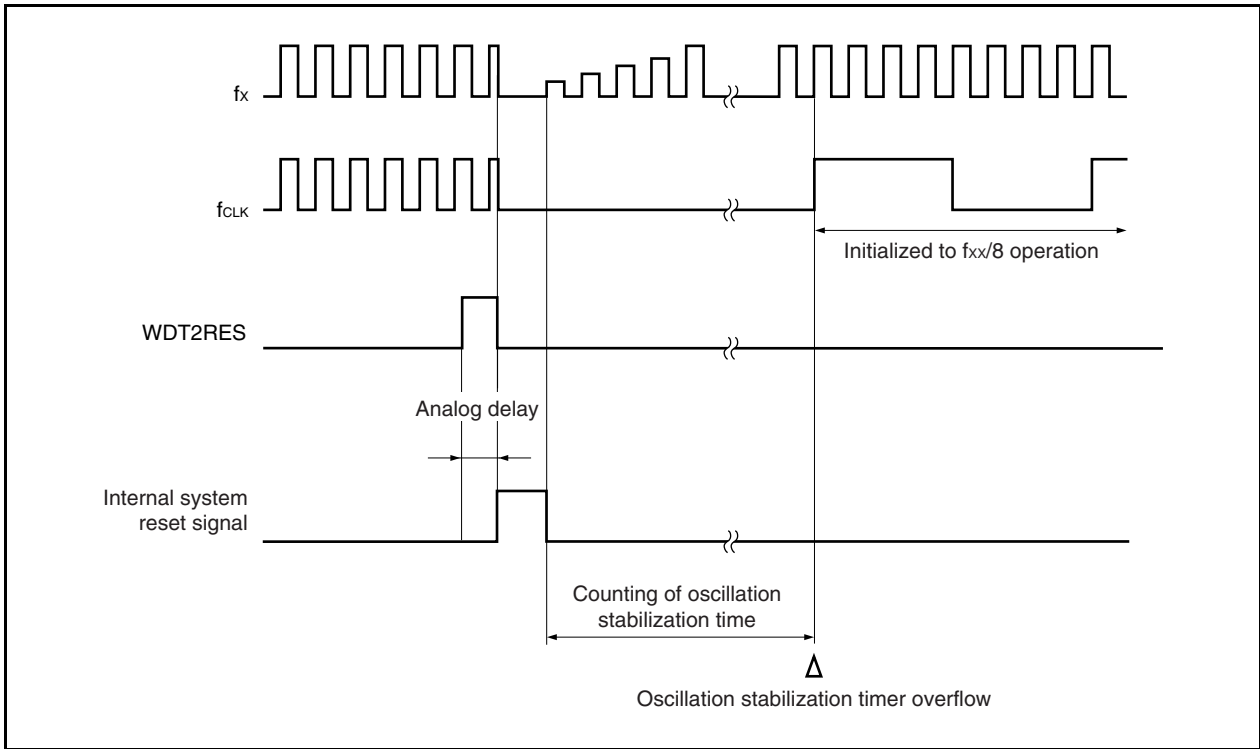 fX
fCLK
Initialized to fxx/8 operation
WDT2RES
Analog delay
Internal system
reset signal
Counting of oscillation
stabilization time
Oscillation stabilization timer overflow